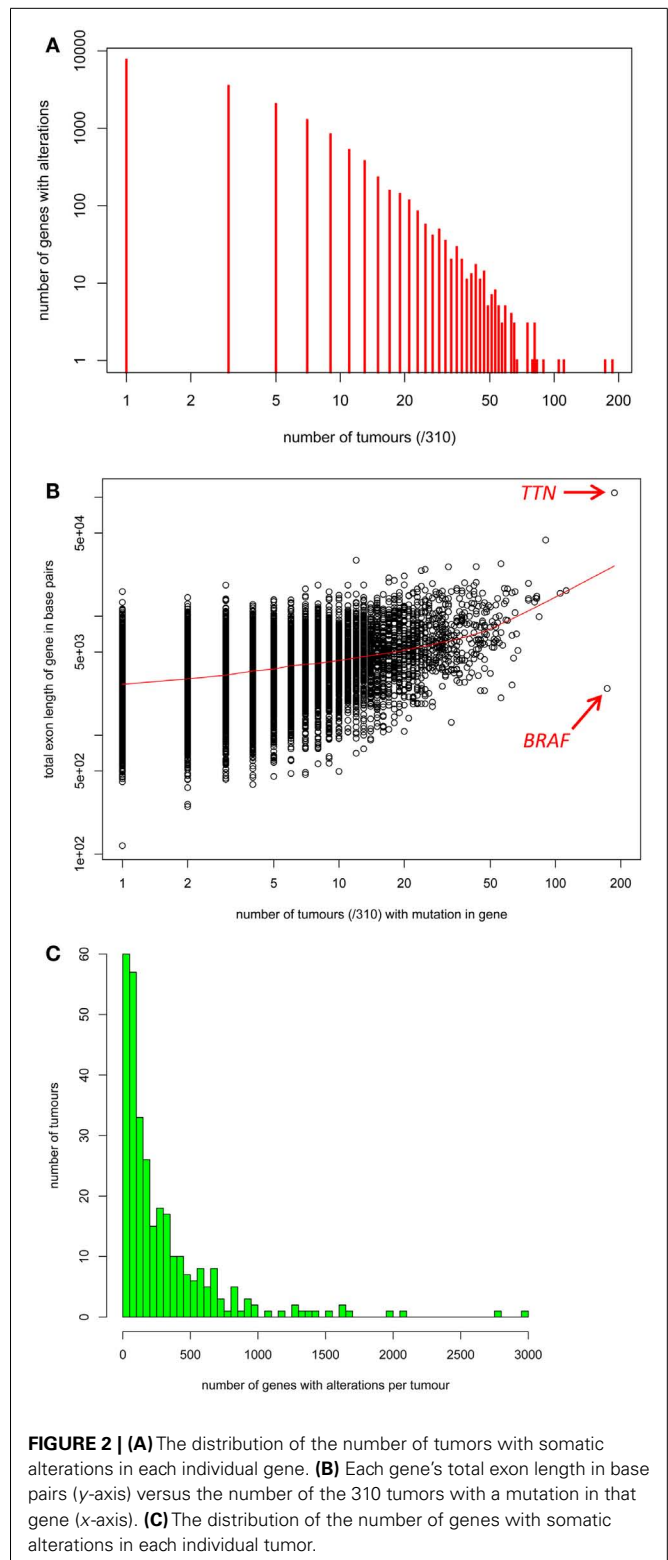 A
number of genes with alterations
10000
1000
100
10
1
1 2 5 10 20 50 100 200
number of tumours (/310)
B
total exon length of gene in base pairs
5e+04
5e+03
5e+02
1e+02
TTN
BRAF
1 2 5 10 20 50 100 200
number of tumours (/310) with mutation in gene
C
number of tumours
60
50
40
30
20
10
0
0 500 1000 1500 2000 2500 3000
number of genes with alterations per tumour
FIGURE 2 | (A) The distribution of the number of tumors with somatic
alterations in each individual gene. (B) Each gene's total exon length in base
pairs (y-axis) versus the number of the 310 tumors with a mutation in that
gene (x-axis). (C) The distribution of the number of genes with somatic
alterations in each individual tumor.